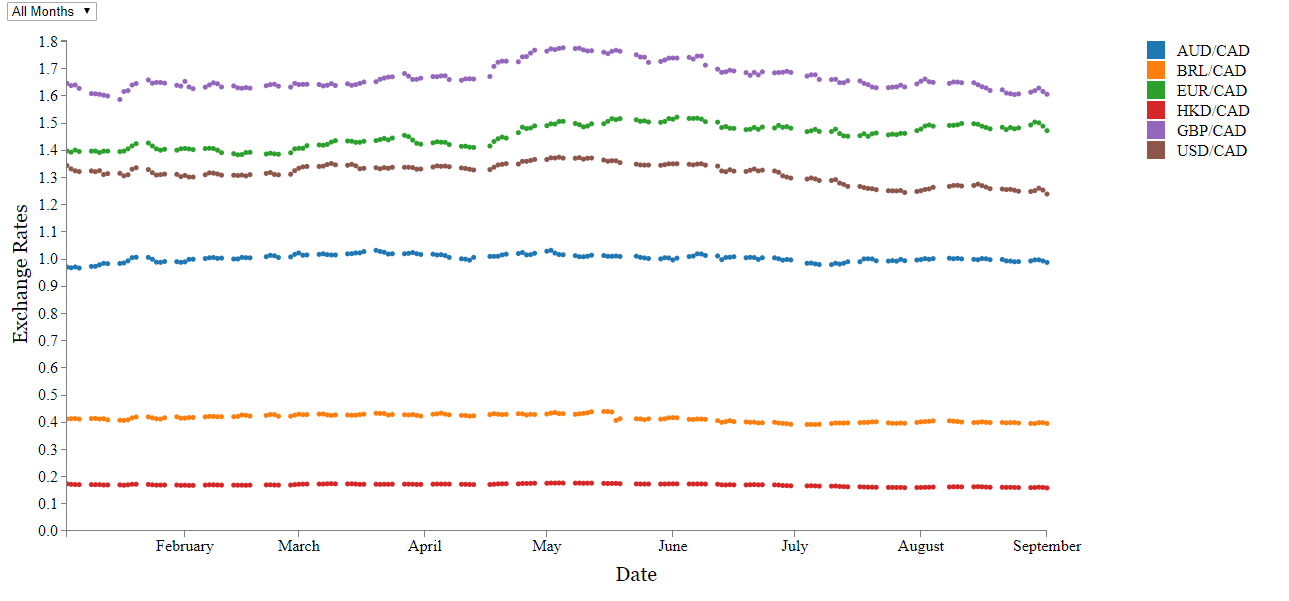 All Months
1.8
1.7
1.6
1.5
1.4
1.3
1.2
1.1
1.0
0.9
0.8
0.7
0.6
0.5
0.4
0.3
0.2
0.1
0.0
Exchange Rates
February March April May June July August September
Date
AUD/CAD
BRL/CAD
EUR/CAD
HKD/CAD
GBP/CAD
USD/CAD